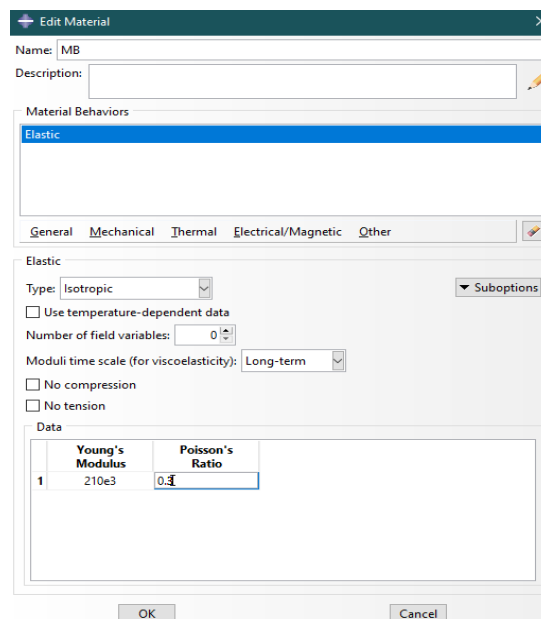 Edit Material
Name: MB
Description:
Material Behaviors
Elastic
General Mechanical Thermal Electrical/Magnetic Other
Elastic
Type: Isotropic Suboptions
Use temperature-dependent data
Number of field variables: 0
Moduli time scale (for viscoelasticity): Long-term
No compression
No tension
Data
Young's Poisson's
Modulus Ratio
1 210e3 0.3
OK Cancel